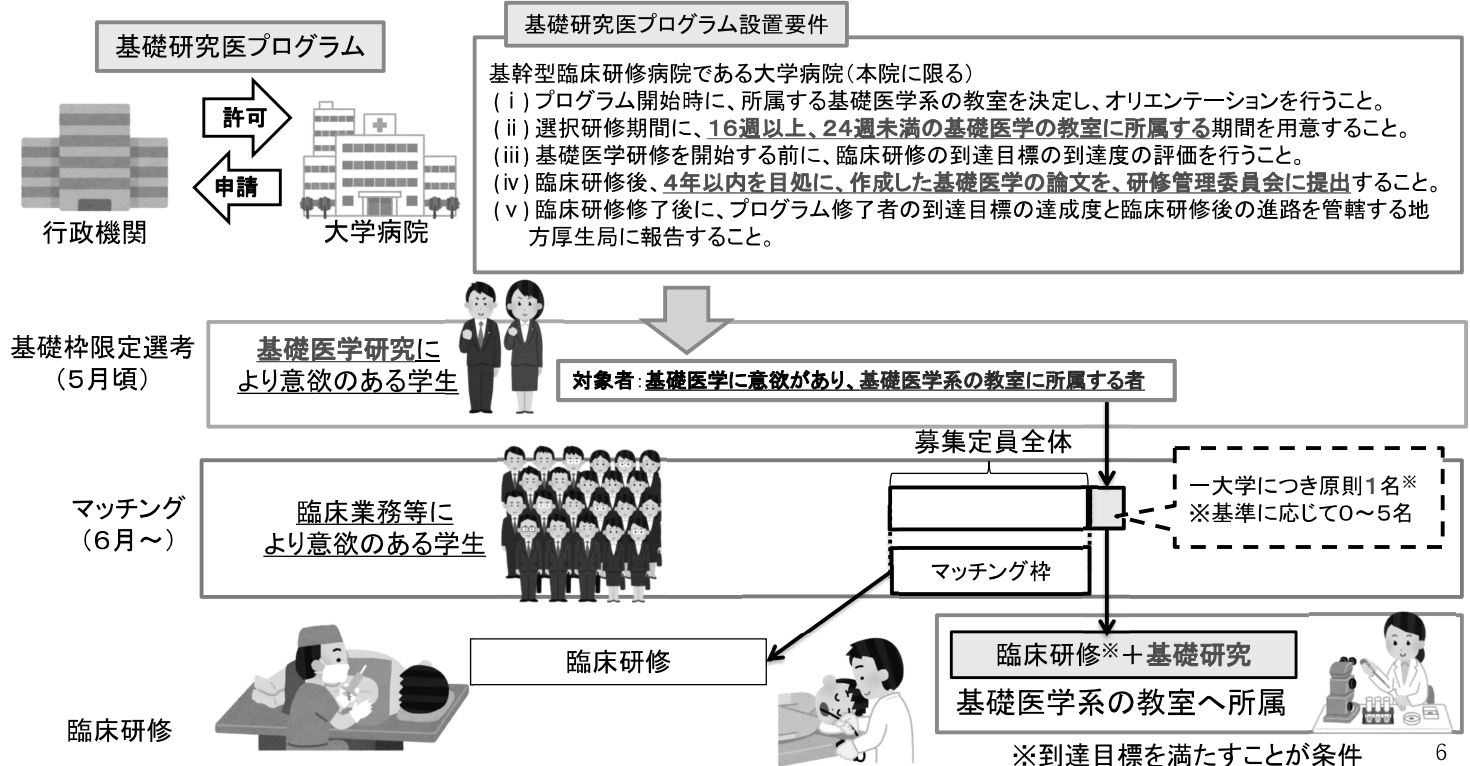 基礎研究医プログラム
許可
申請
行政機関
大学病院
基礎研究医プログラム設置要件
基幹型臨床研修病院である大学病院（本院に限る）
(ⅰ)プログラム開始時に、所属する基礎医学系の教室を決定し、オリエンテーションを行うこと。
(ⅱ)選択研修期間に、16週以上、24週未満の基礎医学の教室に所属する期間を用意すること。
(ⅲ)基礎医学研修を開始する前に、臨床研修の到達目標の到達度の評価を行うこと。
(ⅳ)臨床研修後、4年以内を目処に、作成した基礎医学の論文を、研修管理委員会に提出すること。
(ⅴ)臨床研修修了後に、プログラム修了者の到達目標の達成度と臨床研修後の進路を管轄する地
方厚生局に報告すること。
基礎枠限定選考
（5月頃）
基礎医学研究に
より意欲のある学生
対象者：基礎医学に意欲があり、基礎医学系の教室に所属する者
マッチング
（6月～）
臨床業務等に
より意欲のある学生
募集定員全体
マッチング枠
一大学につき原則1名※
※基準に応じて0～5名
臨床研修
臨床研修
臨床研修※＋基礎研究
基礎医学系の教室へ所属
※到達目標を満たすことが条件
6